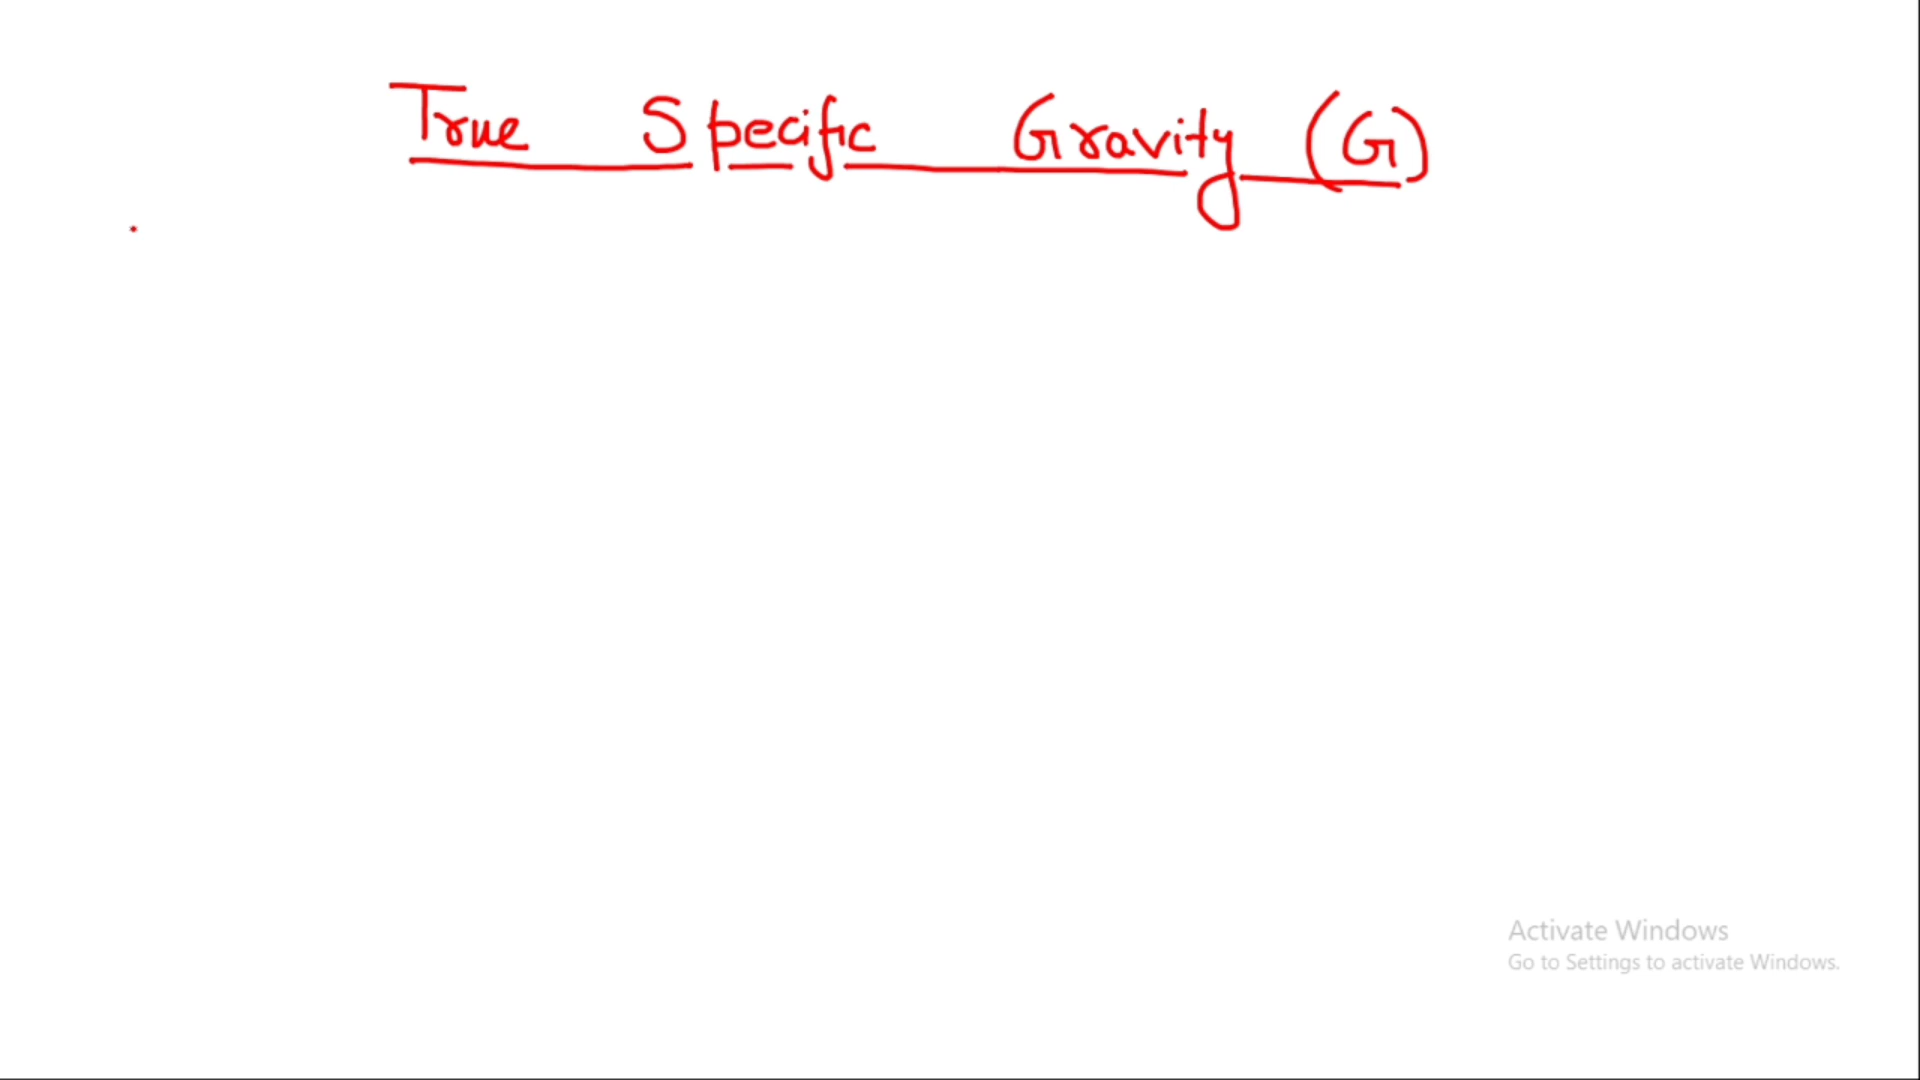 True Specific Gravity (G)
Activate Windows
Go to Settings to activate Windows.